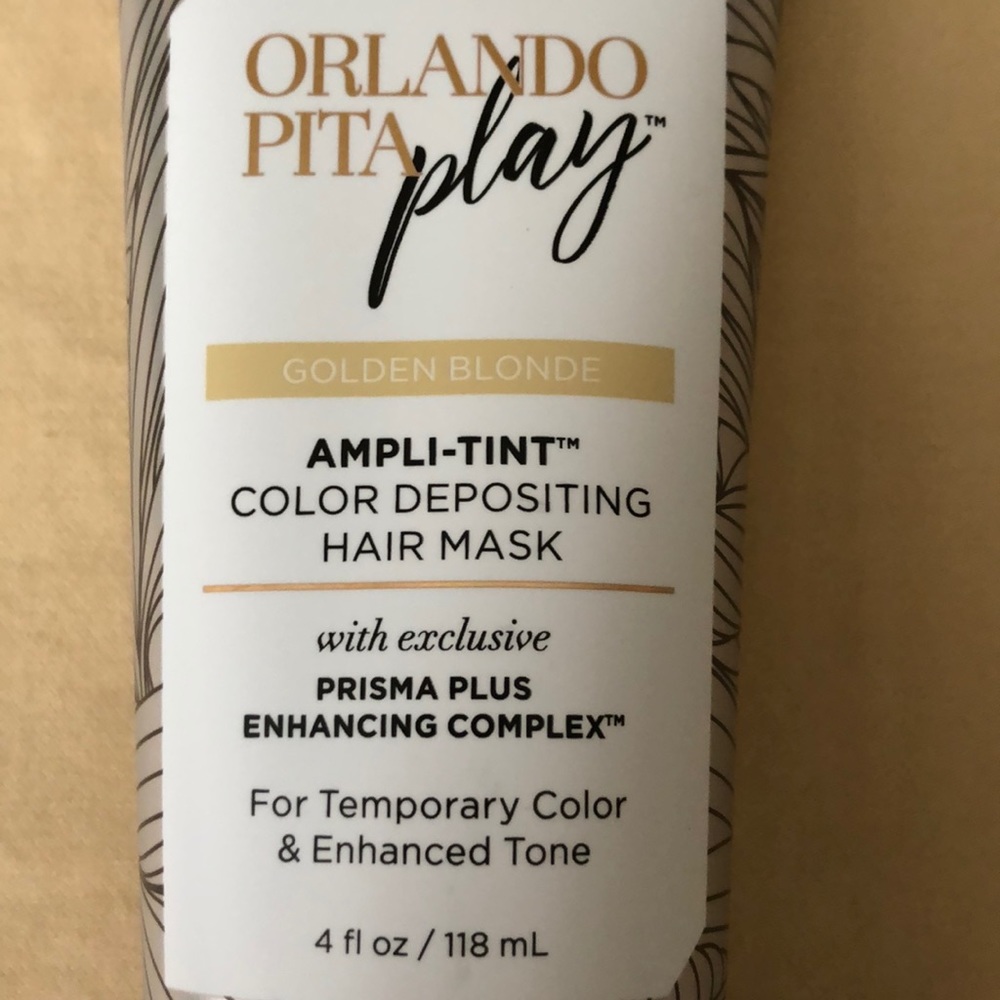 ORLANDO
PITA play™
GOLDEN BLONDE
AMPLI-TINT™
COLOR DEPOSITING
HAIR MASK
with exclusive
PRISMA PLUS
ENHANCING COMPLEX™
For Temporary Color
& Enhanced Tone
4 fl oz / 118 mL